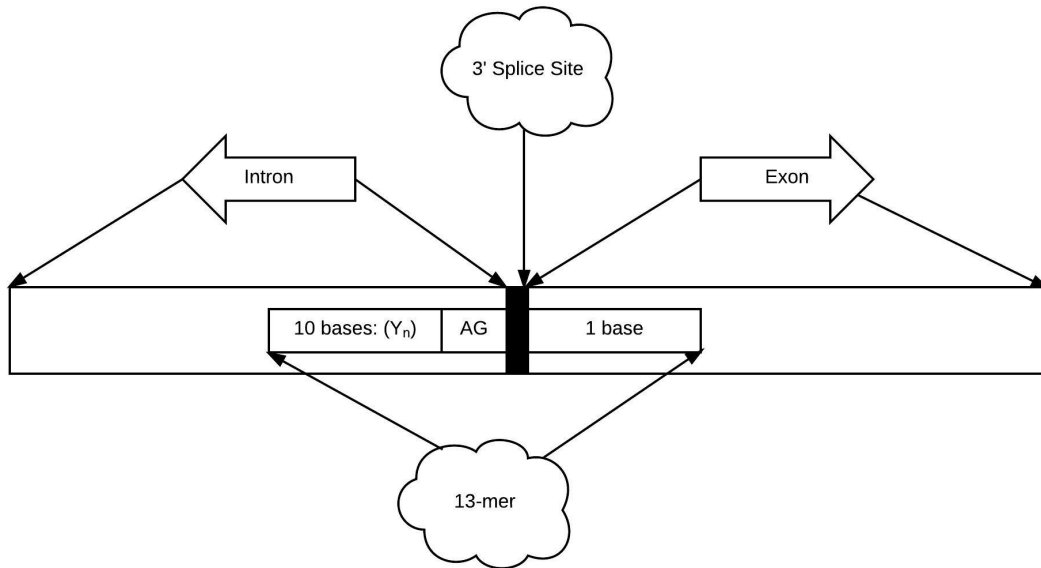 3' Splice Site
Intron
Exon
10 bases: (Yₙ)
AG
1 base
13-mer